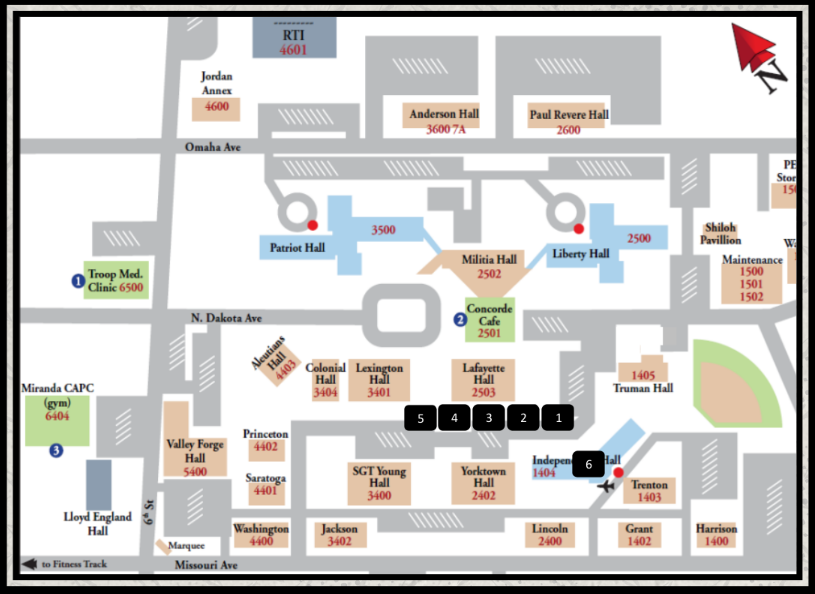 RTI
4601
N
Jordan
Annex
4600
Anderson Hall
3600 7A
Paul Revere Hall
2600
Omaha Ave
PE
Patriot Hall
3500
Militia Hall
2502
Liberty Hall
2500
Shiloh
Pavillion
Maintenance
1500
1501
1502
1 Troop Med.
Clinic 6500
N. Dakota Ave
2 Concorde
Cafe
2501
Aleutians
Hall
4403
Colonial
Hall
3404
Lexington
Hall
3401
Lafayette
Hall
2503
1405
Truman Hall
Miranda CAPC
(gym)
6404
3
5 4 3 2 1
Valley Forge
Hall
5400
Princeton
4402
Saratoga
4401
SGT Young
Hall
3400
Yorktown
Hall
2402
Hall
1404
6
Trenton
1403
Lloyd England
Hall
6th St
Washington
4400
Jackson
3402
Lincoln
2400
Grant
1402
Harrison
1400
Marquee
to Fitness Track
Missouri Ave